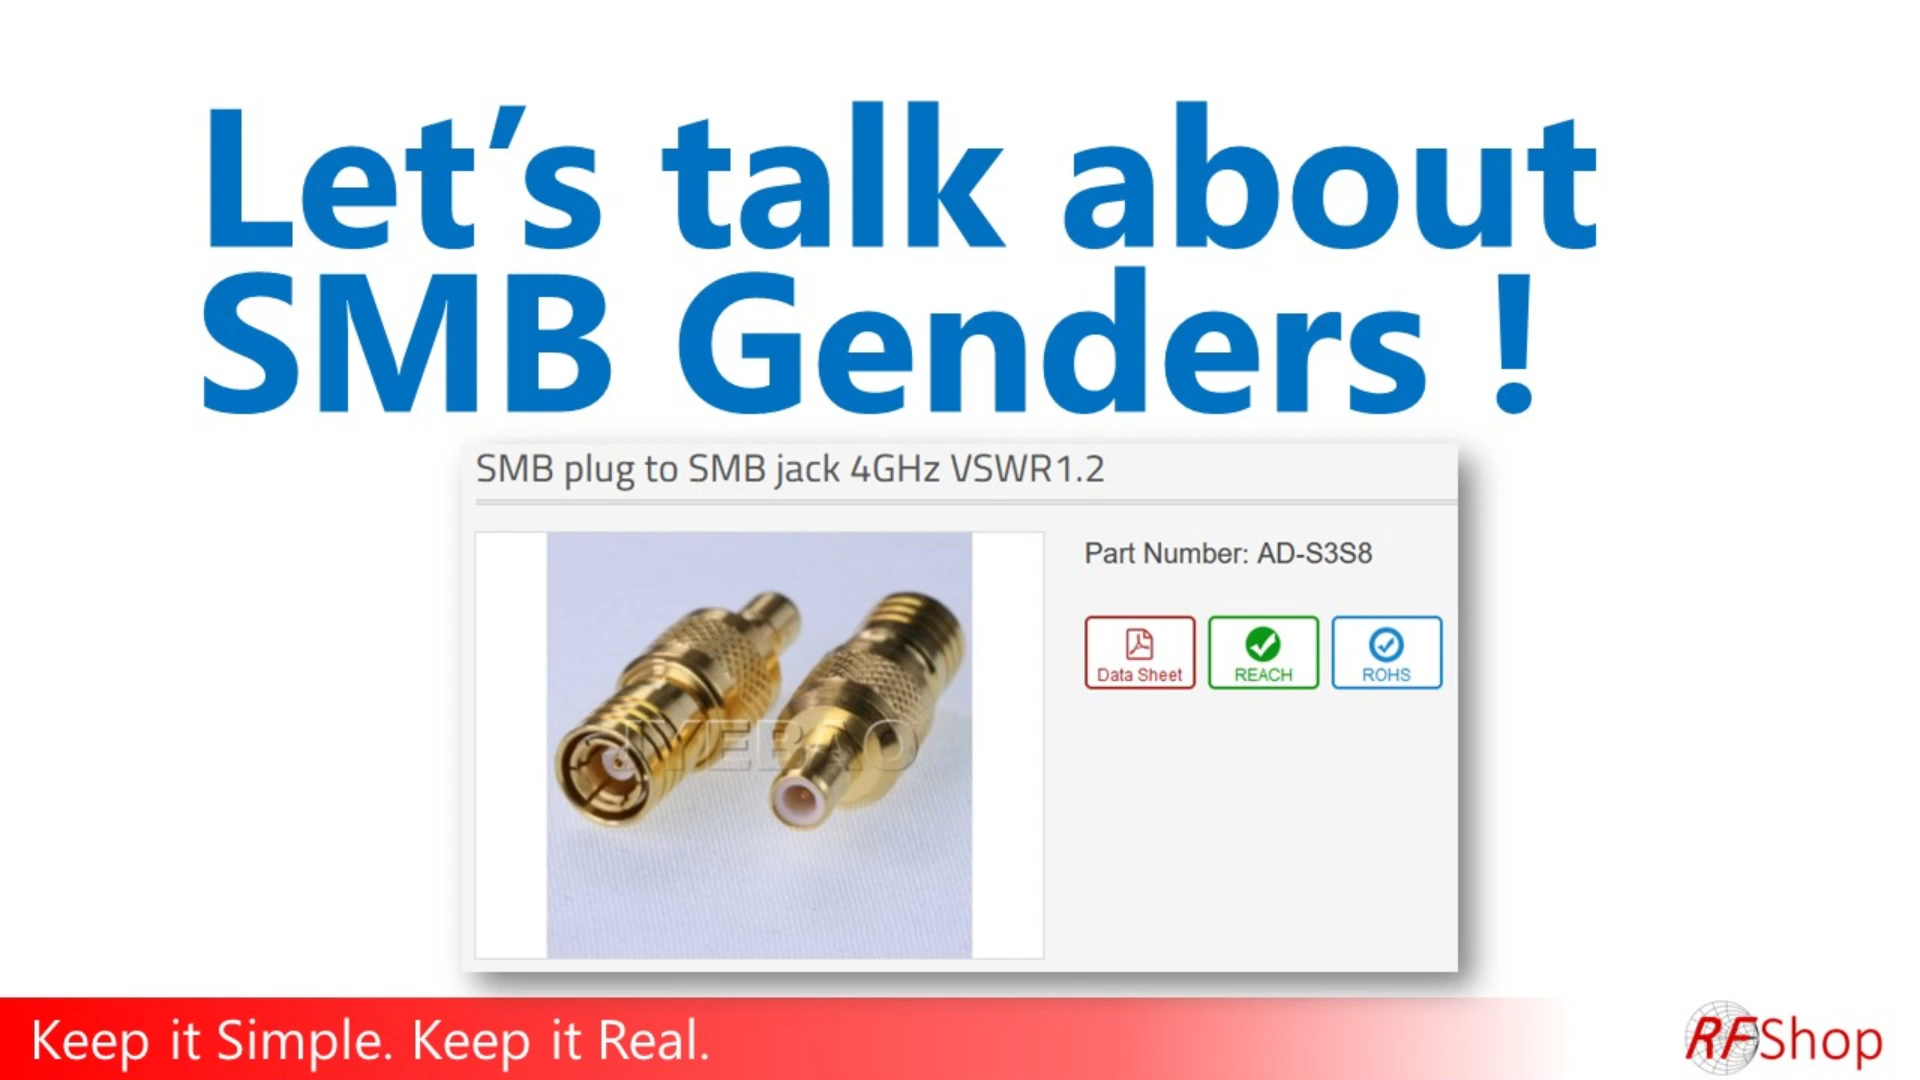 Let’s talk about
SMB Genders !
SMB plug to SMB jack 4GHz VSWR1.2
Part Number: AD-S3S8
Data Sheet
REACH
ROHS
JYEBAO
Keep it Simple. Keep it Real.
RFShop